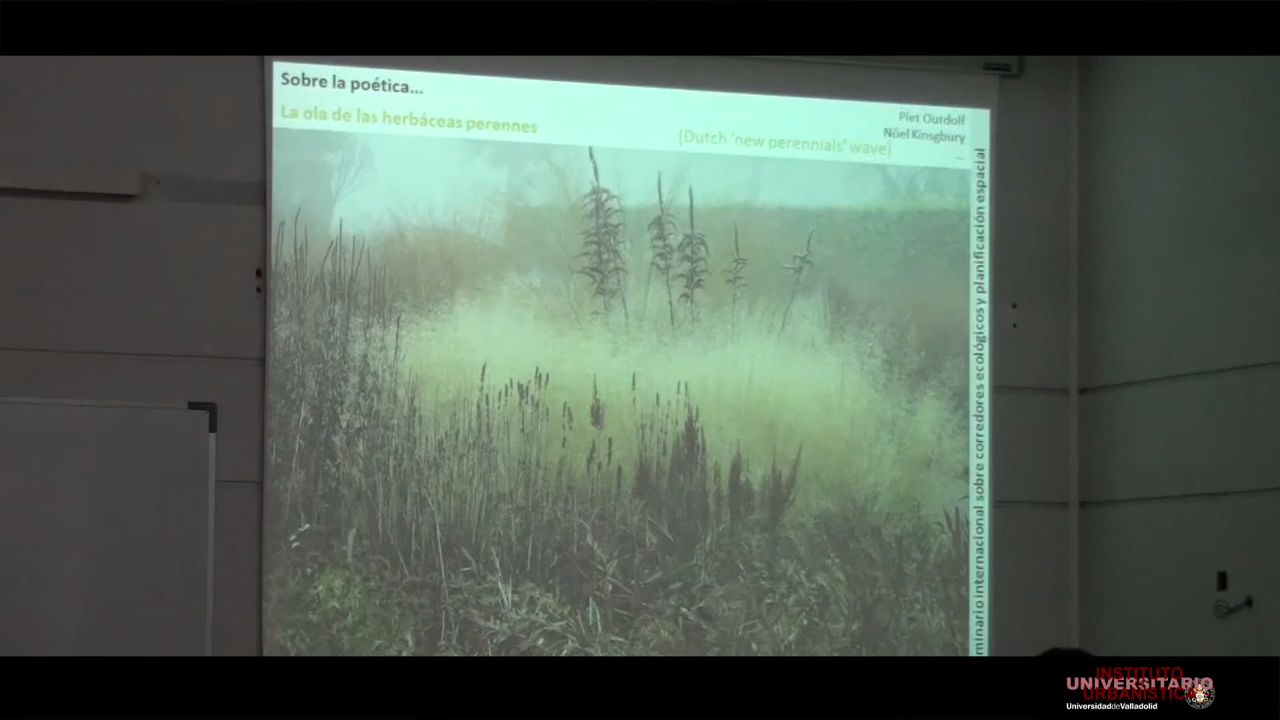 Sobre la poética...
La ola de las herbáceas perennes
(Dutch 'new perennials' wave)
Piet Outdolf
Nöel Kinsgbury
...
minario internacional sobre corredores ecológicos y planificación espacial
INSTITUTO
UNIVERSITARIO
URBANÍSTICA
UniversidaddeValladolid